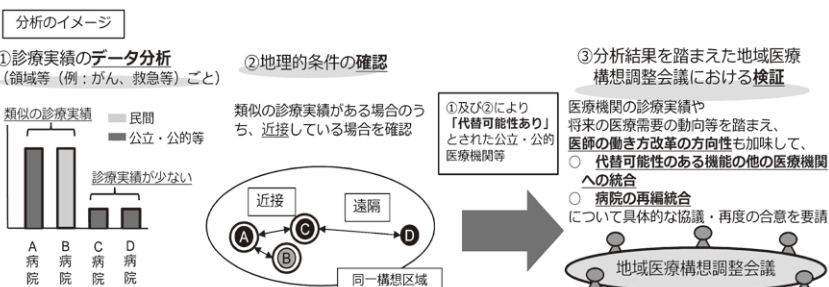 分析のイメージ
①診療実績のデータ分析
（領域等（例：がん、救急等）ごと）
類似の診療実績
民間
公立・公的等
診療実績が少ない
A病院
B病院
C病院
D病院
②地理的条件の確認
類似の診療実績がある場合のう
ち、近接している場合を確認
近接
遠隔
A
B
C
D
同一構想区域
①及び②により
「代替可能性あり」
とされた公立・公的
医療機関等
③分析結果を踏まえた地域医療
構想調整会議における検証
医療機関の診療実績や
将来の医療需要の動向等を踏まえ、
医師の働き方改革の方向性も加味して、
○ 代替可能性のある機能の他の医療機関
への統合
○ 病院の再編統合
について具体的な協議・再度の合意を要請
地域医療構想調整会議